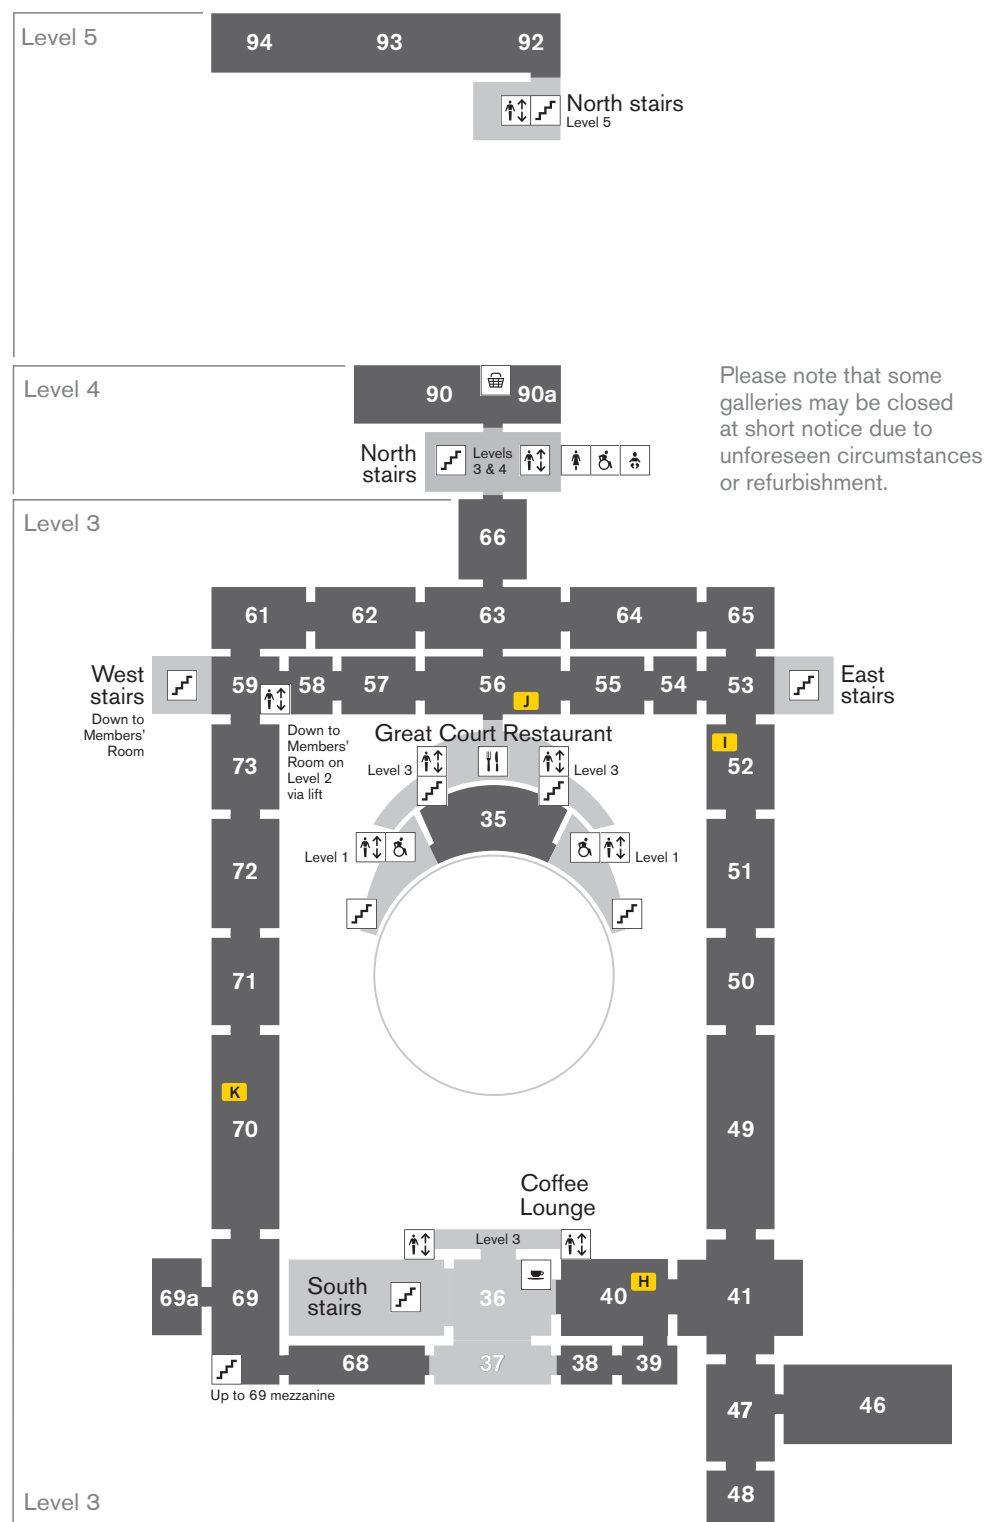 Level 5
94
93
92
North stairs
Level 5
Level 4
90
90a
Please note that some
galleries may be closed
at short notice due to
unforeseen circumstances
or refurbishment.
North
stairs
Levels
3 & 4
Level 3
66
61
62
63
64
65
West
stairs
Down to
Members’
Room
59
58
57
56
J
55
54
53
East
stairs
Down to
Members’
Room on
Level 2
via lift
Great Court Restaurant
Level 3
Level 3
73
I
52
35
Level 1
Level 1
72
51
71
50
K
70
49
Coffee
Lounge
Level 3
69a
69
South
stairs
36
40
H
41
68
37
38
39
Up to 69 mezzanine
47
46
48
Level 3